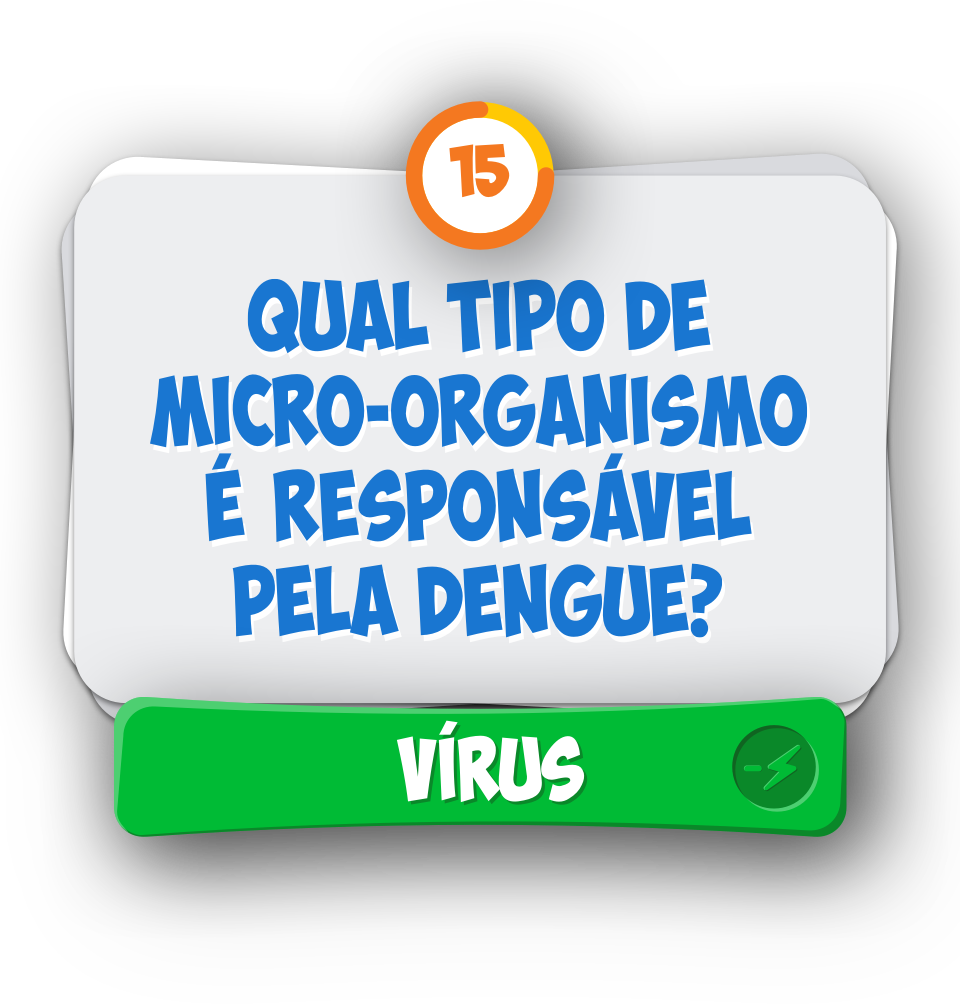 15
QUAL TIPO DE
MICRO-ORGANISMO
É RESPONSÁVEL
PELA DENGUE?
VÍRUS